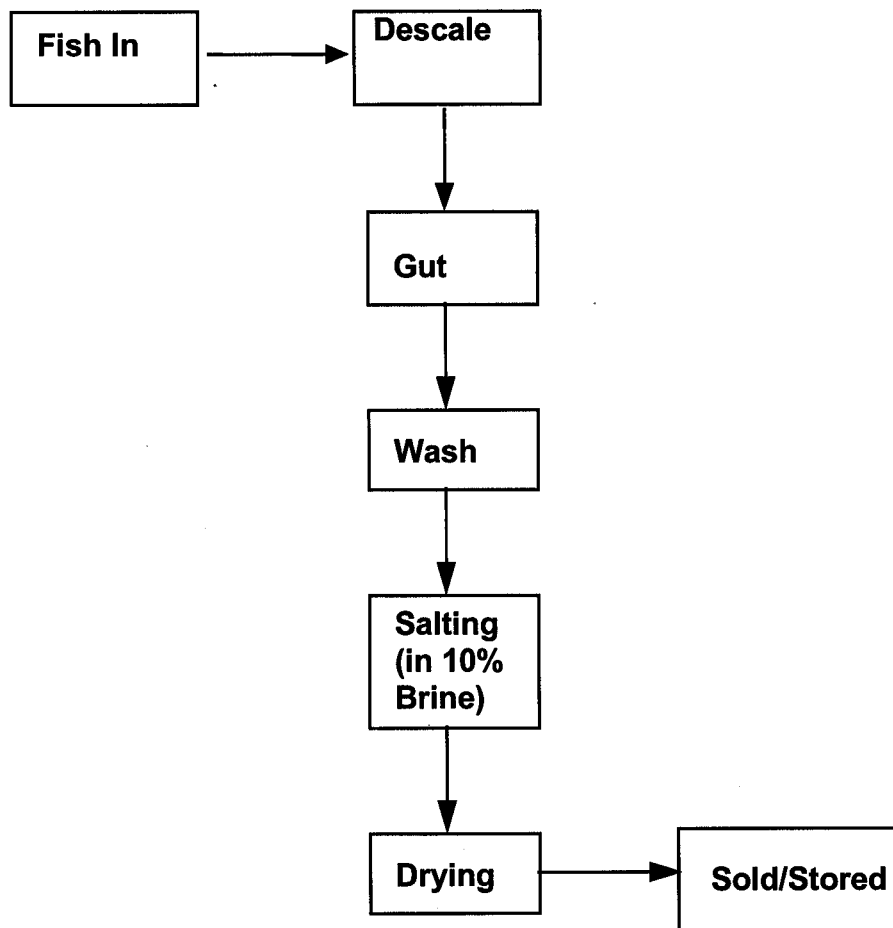 Fish In
Descale
Gut
Wash
Salting
(in 10%
Brine)
Drying
Sold/Stored